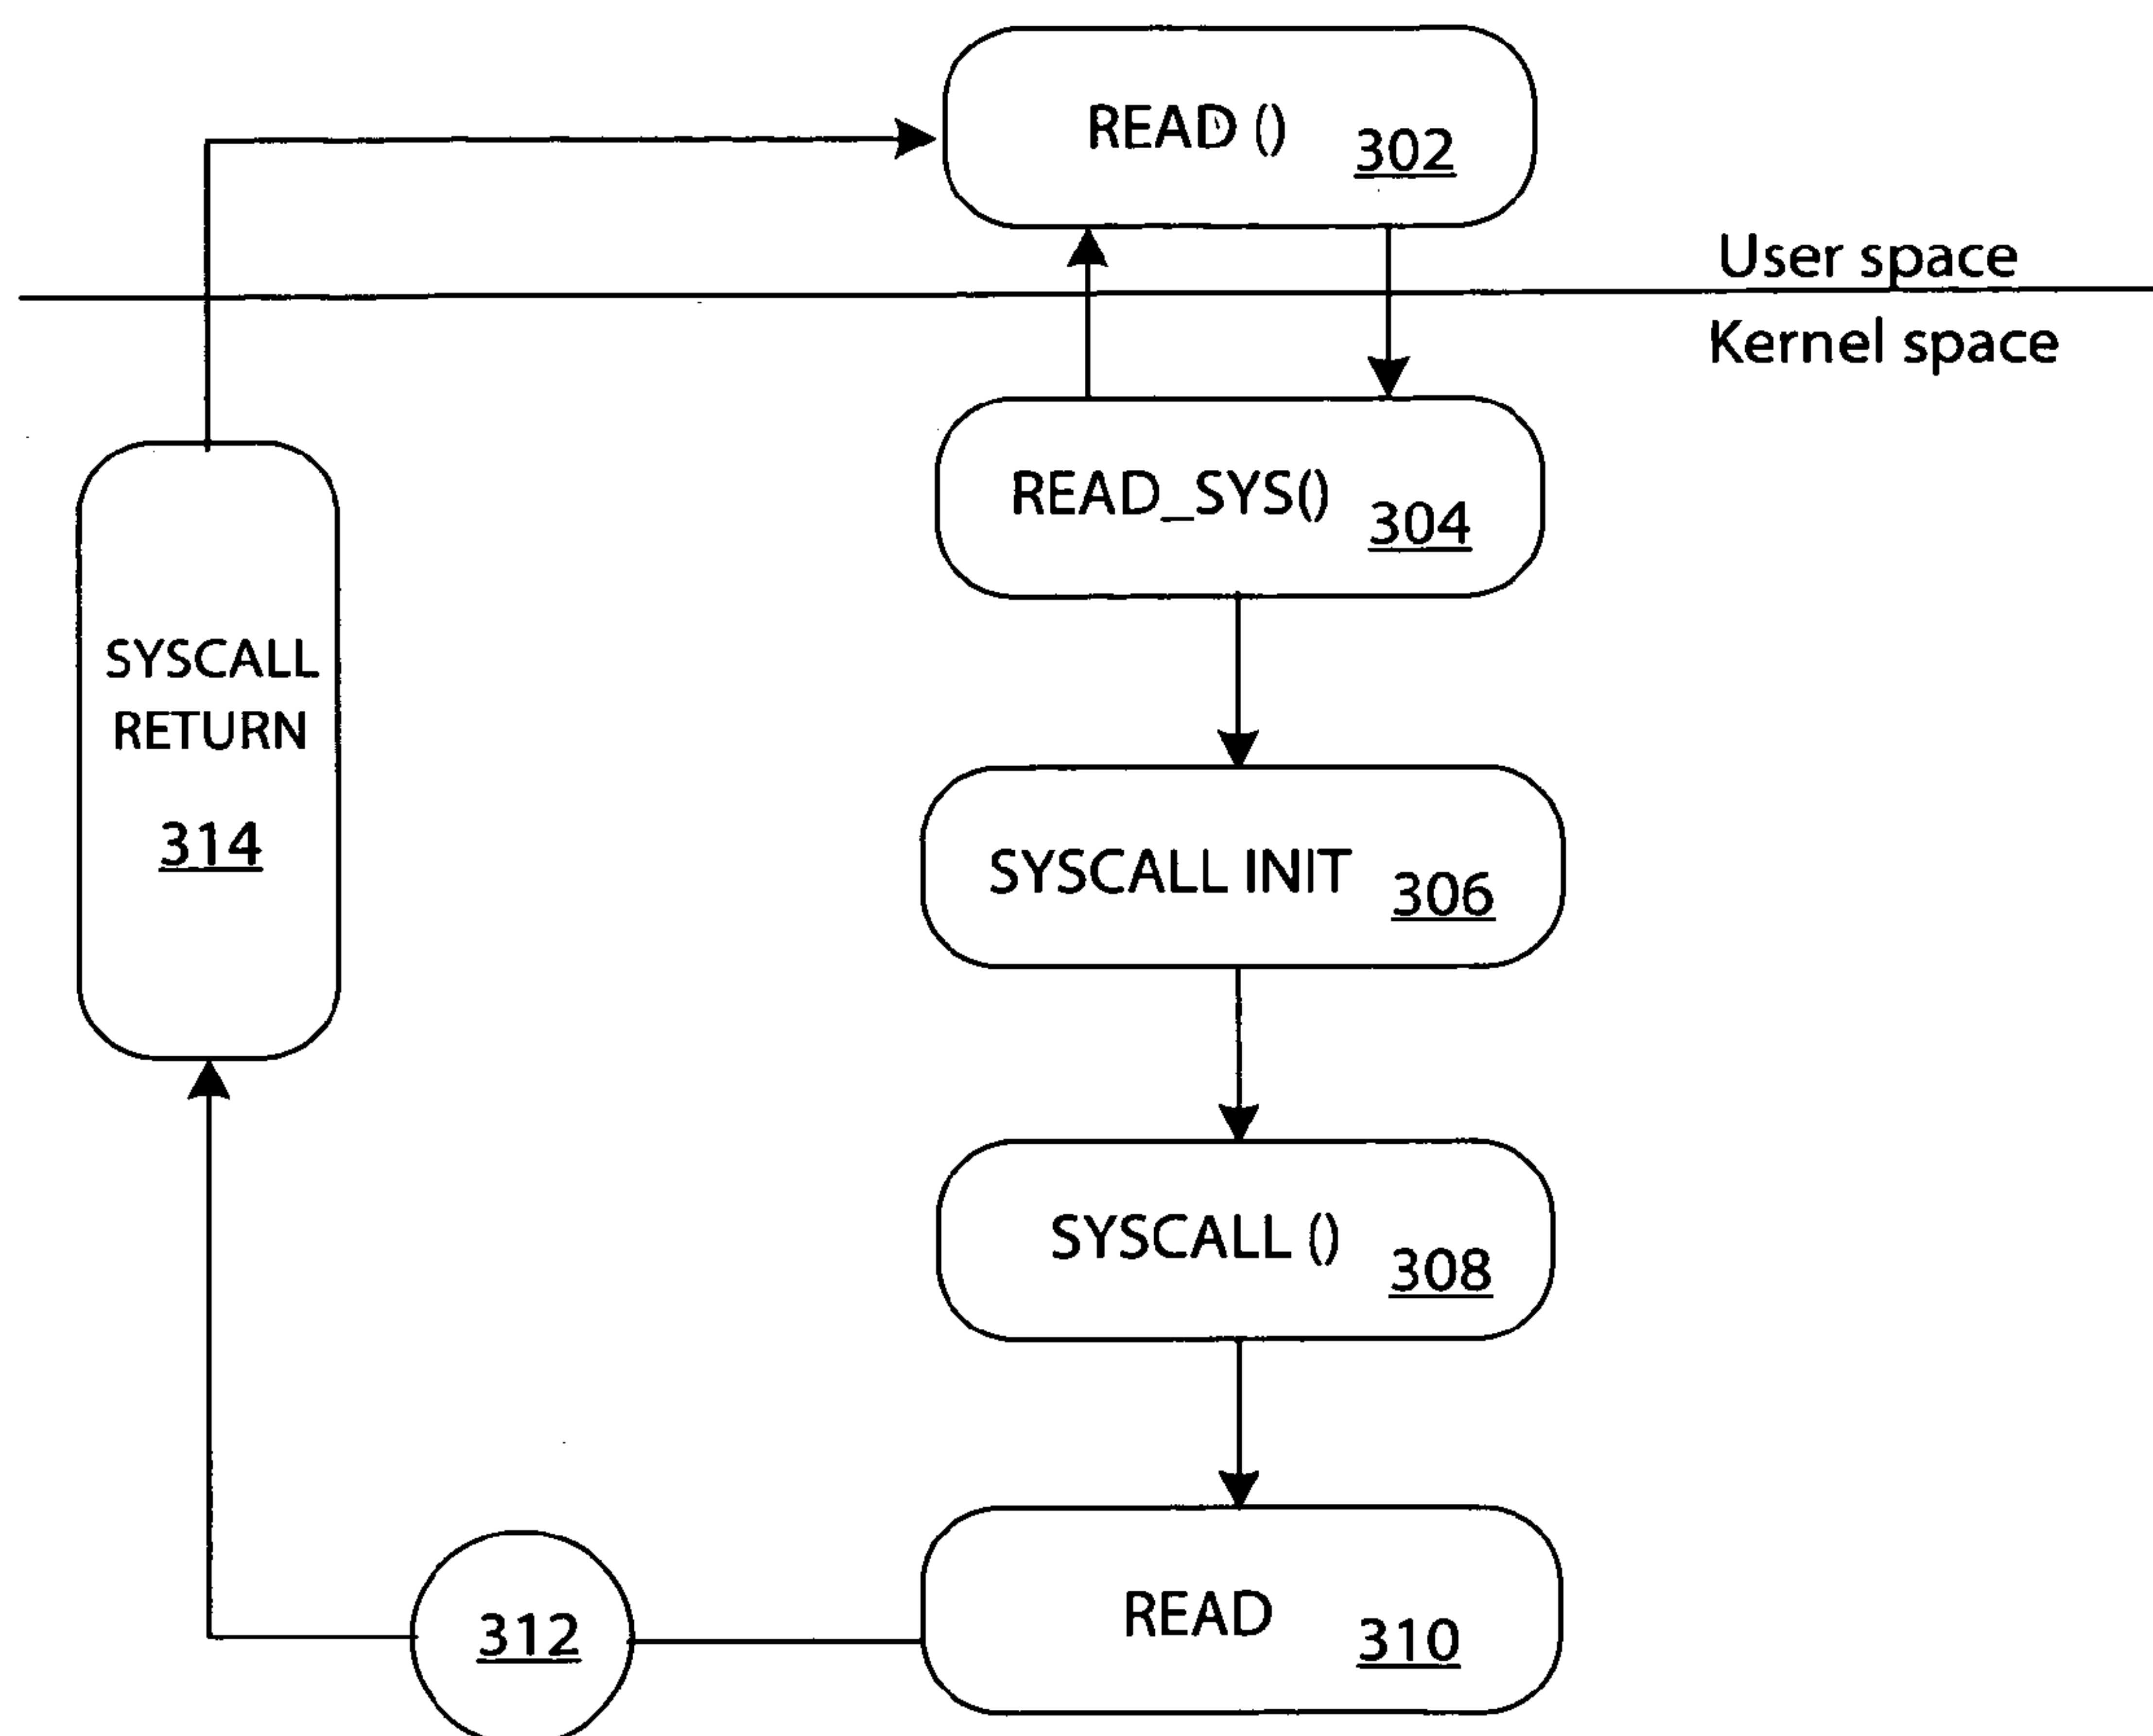 READ () 302
User space
Kernel space
READ_SYS() 304
SYSCALL
RETURN
314
SYSCALL INIT 306
SYSCALL () 308
READ 310
312